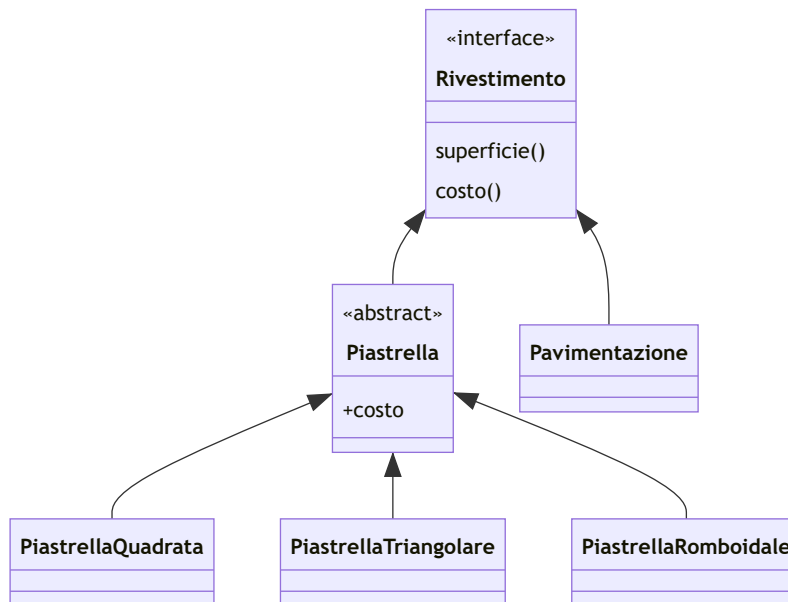 «interface»
Rivestimento
superficie()
costo()
«abstract»
Piastrella
+costo
Pavimentazione
PiastrellaQuadrata
PiastrellaTriangolare
PiastrellaRomboidale